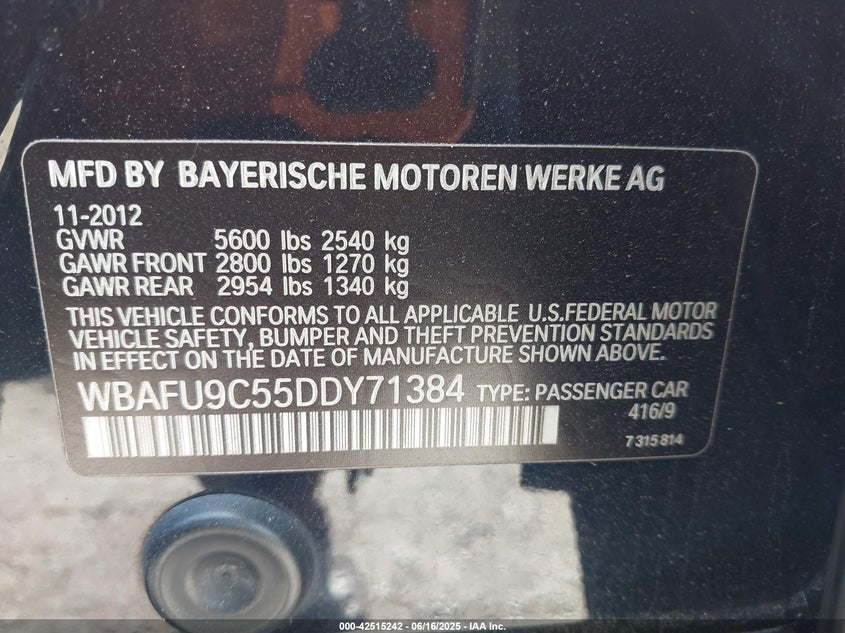 MFD BY BAYERISCHE MOTOREN WERKE AG
11-2012
GVWR 5600 lbs 2540 kg
GAWR FRONT 2800 lbs 1270 kg
GAWR REAR 2954 lbs 1340 kg
THIS VEHICLE CONFORMS TO ALL APPLICABLE U.S.FEDERAL MOTOR
VEHICLE SAFETY, BUMPER AND THEFT PREVENTION STANDARDS
IN EFFECT ON THE DATE OF MANUFACTURE SHOWN ABOVE.
WBAFU9C55DDY71384 TYPE: PASSENGER CAR
416/9
7 315 814
000-42515242 - 06/16/2025 - IAA Inc.